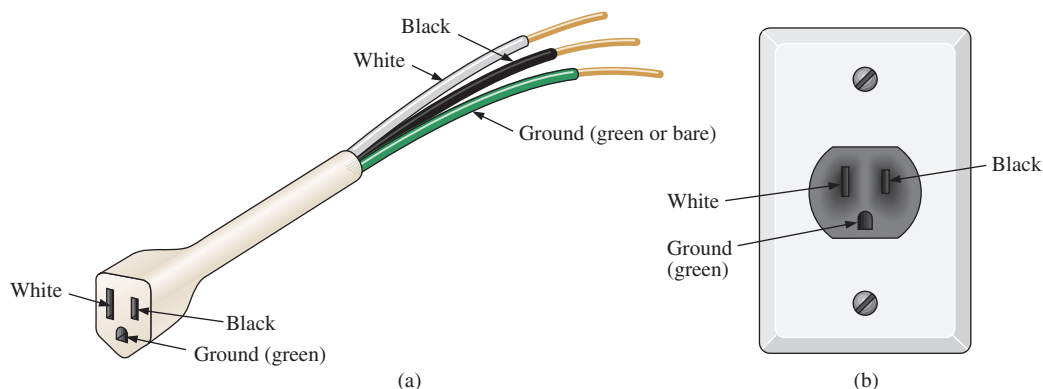 Black
White
Ground (green or bare)
White
Black
Ground (green)
(a)
Black
White
Ground
(green)
(b)